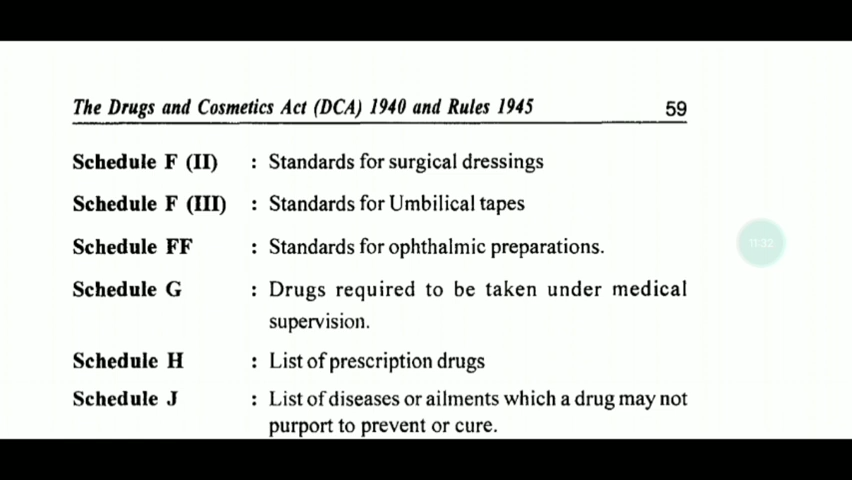 The Drugs and Cosmetics Act (DCA) 1940 and Rules 1945 59
Schedule F (II) : Standards for surgical dressings
Schedule F (III) : Standards for Umbilical tapes
Schedule FF : Standards for ophthalmic preparations.
Schedule G : Drugs required to be taken under medical
supervision.
11:32
Schedule H : List of prescription drugs
Schedule J : List of diseases or ailments which a drug may not
purport to prevent or cure.